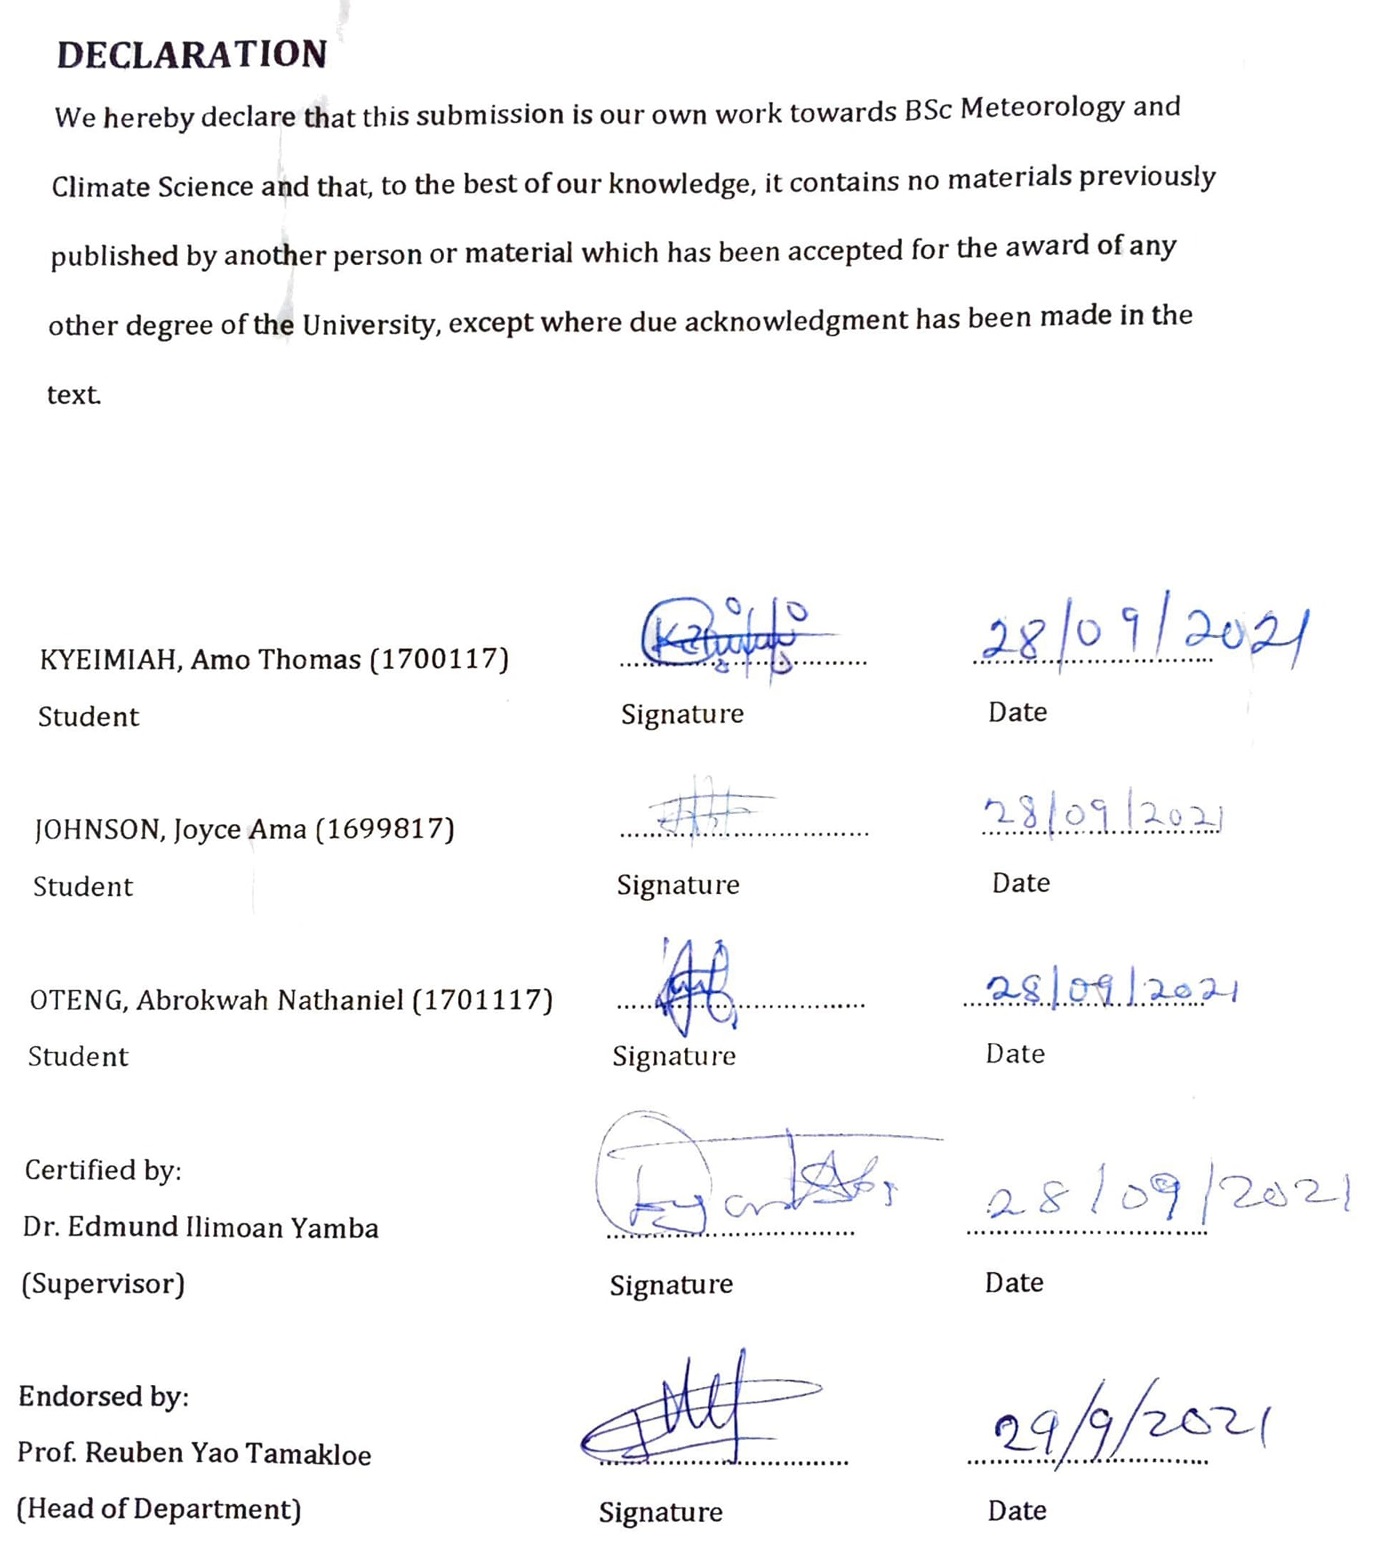 DECLARATION
We hereby declare that this submission is our own work towards BSc Meteorology and
Climate Science and that, to the best of our knowledge, it contains no materials previously
published by another person or material which has been accepted for the award of any
other degree of the University, except where due acknowledgment has been made in the
text.
KYEIMIAH, Amo Thomas (1700117) 28/09/2021
Student Signature Date
JOHNSON, Joyce Ama (1699817) 28/09/2021
Student Signature Date
OTENG, Abrokwah Nathaniel (1701117) 28/09/2021
Student Signature Date
Certified by:
Dr. Edmund Ilimoan Yamba 28/09/2021
(Supervisor) Signature Date
Endorsed by:
Prof. Reuben Yao Tamakloe 29/9/2021
(Head of Department) Signature Date